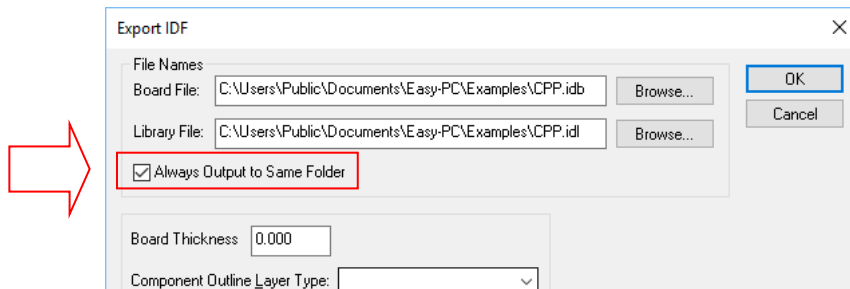 Export IDF
File Names
Board File: C:\Users\Public\Documents\Easy-PC\Examples\CPP.idb Browse... OK
Library File: C:\Users\Public\Documents\Easy-PC\Examples\CPP.idl Browse... Cancel
Always Output to Same Folder
Board Thickness 0.000
Component Outline Layer Type: